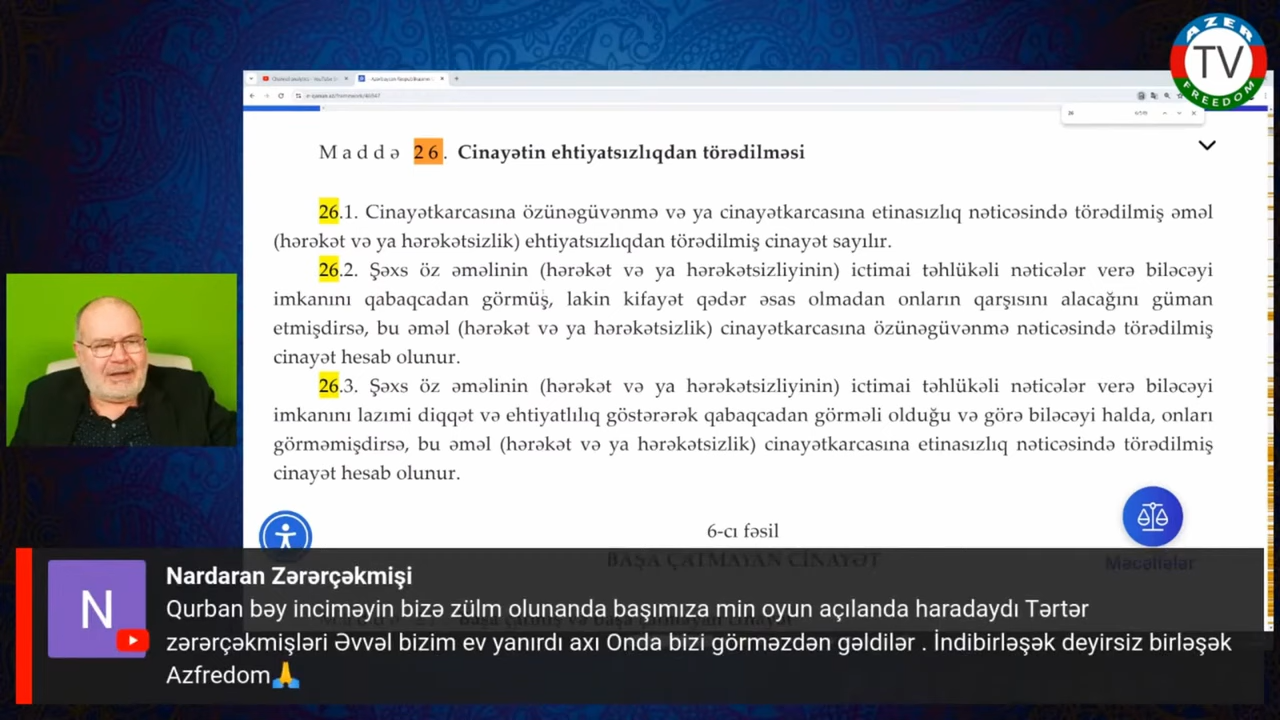 AZER
TV
FREEDOM
Maddə 26. Cinayətin ehtiyatsızlıqdan törədilməsi
26.1. Cinayətkarcasına özünəgüvənmə və ya cinayətkarcasına etinasızlıq nəticəsində törədilmiş əməl
(hərəkət və ya hərəkətsizlik) ehtiyatsızlıqdan törədilmiş cinayət sayılır.
26.2. Şəxs öz əməlinin (hərəkət və ya hərəkətsizliyinin) ictimai təhlükəli nəticələr verə biləcəyi
imkanını qabaqcadan görmüş, lakin kifayət qədər əsas olmadan onların qarşısını alacağını güman
etmişdirsə, bu əməl (hərəkət və ya hərəkətsizlik) cinayətkarcasına özünəgüvənmə nəticəsində törədilmiş
cinayət hesab olunur.
26.3. Şəxs öz əməlinin (hərəkət və ya hərəkətsizliyinin) ictimai təhlükəli nəticələr verə biləcəyi
imkanını lazımi diqqət və ehtiyatlılıq göstərərək qabaqcadan görməli olduğu və görə biləcəyi halda, onları
görməmişdirsə, bu əməl (hərəkət və ya hərəkətsizlik) cinayətkarcasına etinasızlıq nəticəsində törədilmiş
cinayət hesab olunur.
6-cı fəsil
BAŞA ÇATMAYAN CİNAYƏT
Məcəllələr
N
Nardaran Zərərçəkmişi
Qurban bəy inciməyin bizə zülm olunanda başımıza min oyun açılanda haradaydı Tərtər
zərərçəkmişləri Əvvəl bizim ev yanırdı axı Onda bizi görməzdən gəldilər . İndibirləşək deyirsiz birləşək
Azfredom🙏